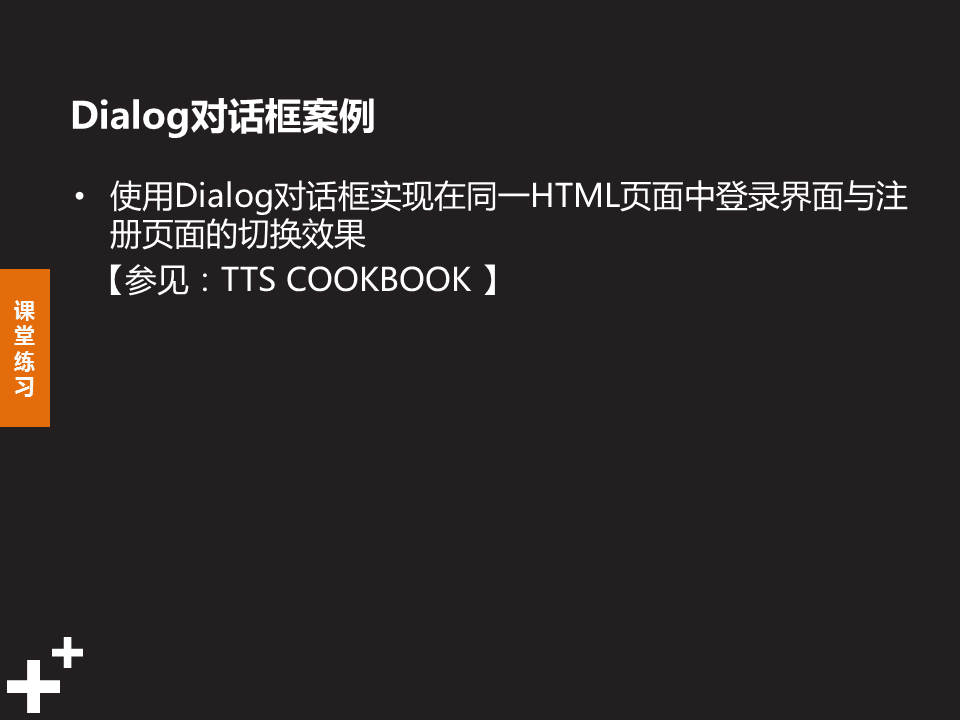 Dialog对话框案例
• 使用Dialog对话框实现在同一HTML页面中登录界面与注
册页面的切换效果
【参见：TTS COOKBOOK 】
课
堂
练
习